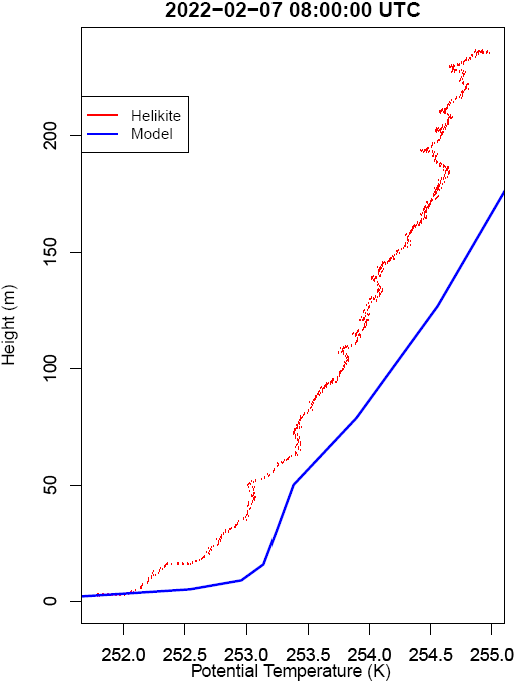 2022−02−07 08:00:00 UTC
Helikite
Model
Height (m)
200
150
100
50
0
252.0 252.5 253.0 253.5 254.0 254.5 255.0
Potential Temperature (K)